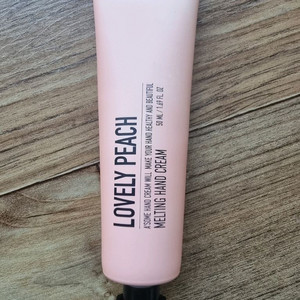 LOVELY PEACH
A'SOME HAND CREAM WILL MAKE YOUR HAND HEALTHY AND BEAUTIFUL
MELTING HAND CREAM
50 ML / 1.69 FL. OZ